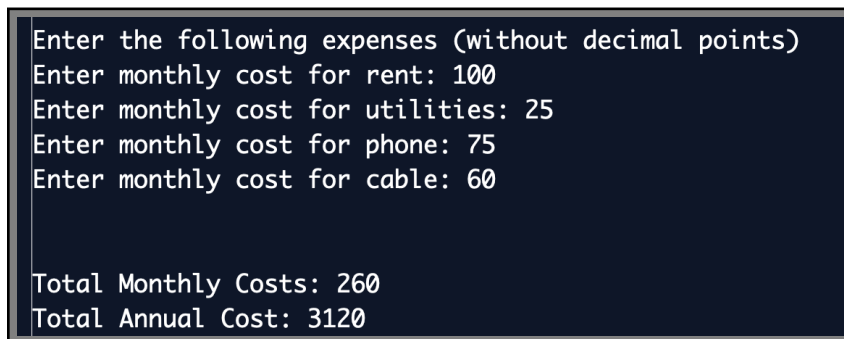 Enter the following expenses (without decimal points)
Enter monthly cost for rent: 100
Enter monthly cost for utilities: 25
Enter monthly cost for phone: 75
Enter monthly cost for cable: 60
Total Monthly Costs: 260
Total Annual Cost: 3120